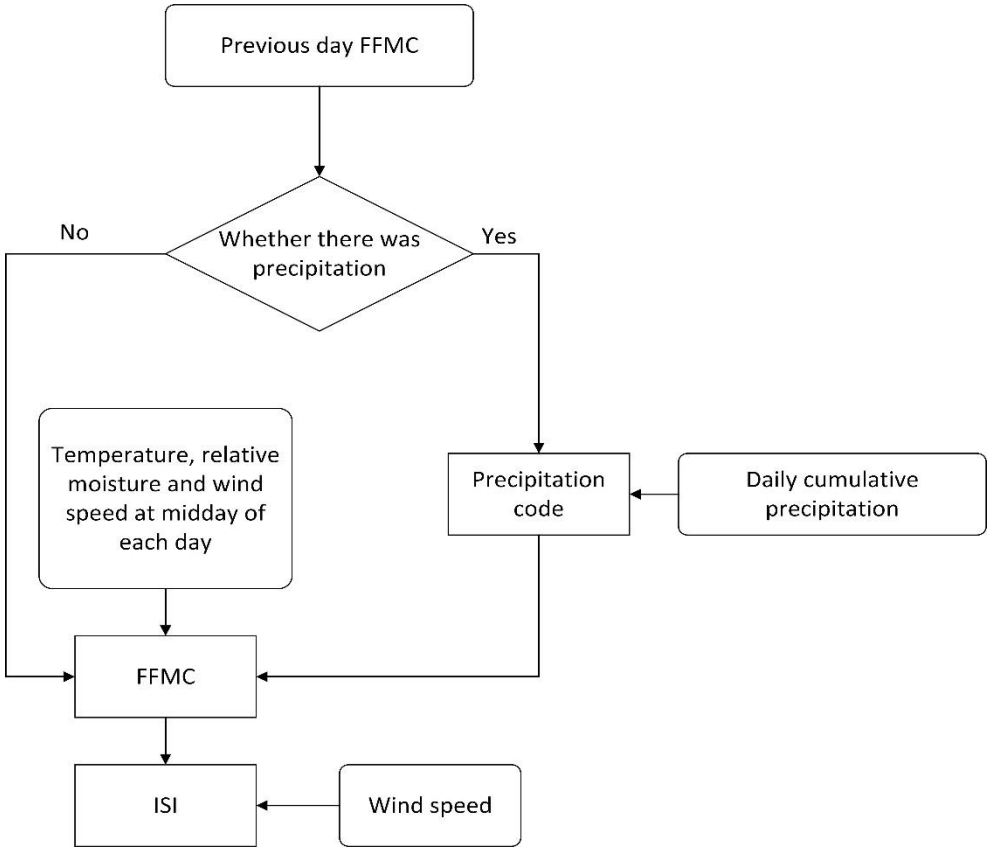 Previous day FFMC
No
Whether there was
precipitation
Yes
Temperature, relative
moisture and wind
speed at midday of
each day
Precipitation
code
Daily cumulative
precipitation
FFMC
ISI
Wind speed